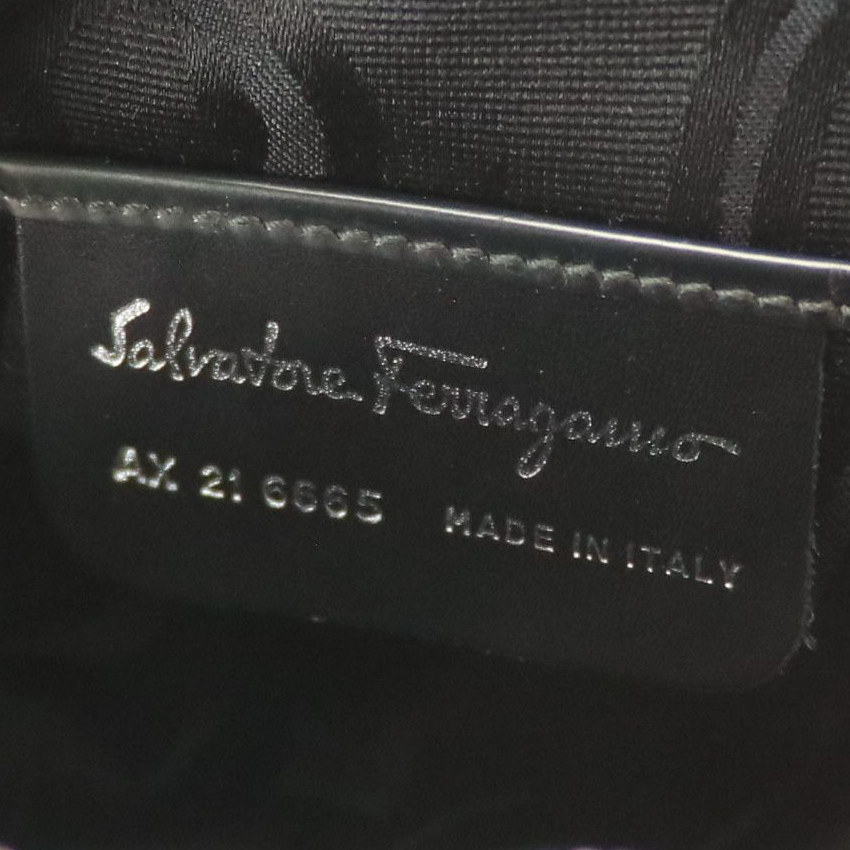 Salvatore Ferragamo
AX 21 6665 MADE IN ITALY